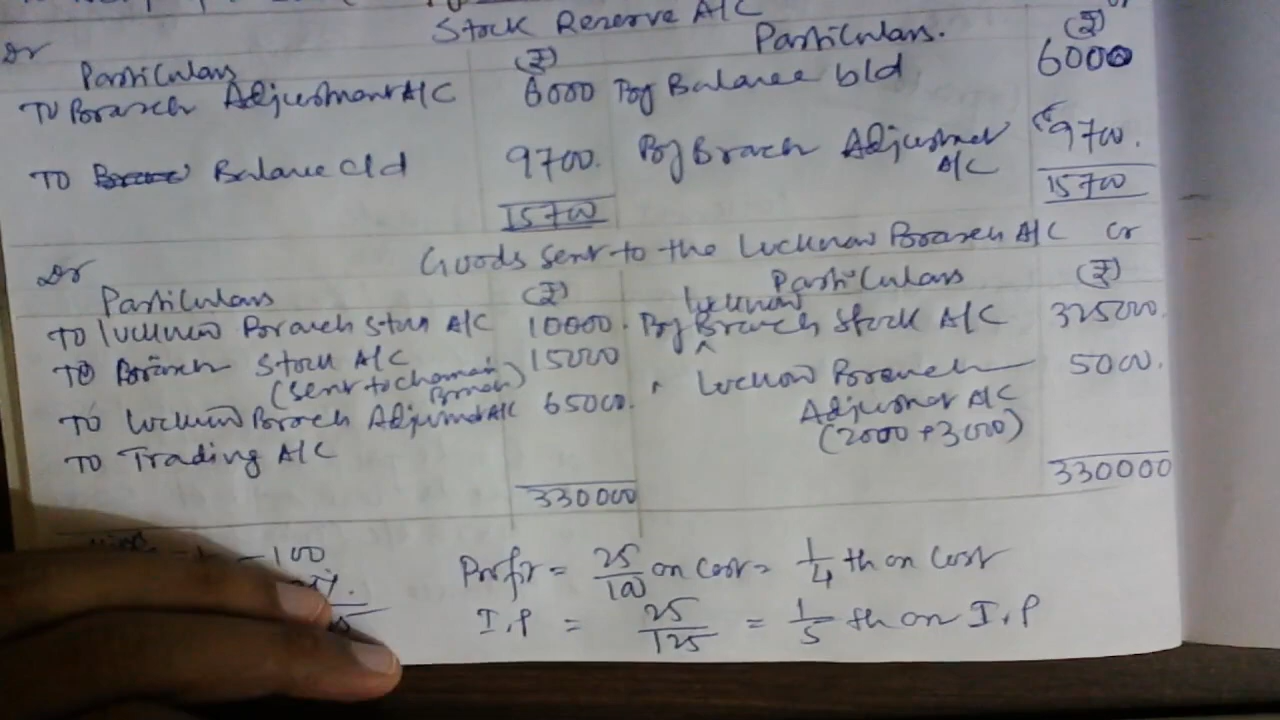 Stock Reserve A/C
Dr
Particulars (₹) Particulars. (₹)
To Branch Adjustment A/C 6000 By Balance b/d 6000
To Balance c/d 9700. By Branch Adjustment A/C 9700.
15700 15700
Goods sent to the Lucknow Branch A/C Cr
Dr
Particulars (₹) Particulars (₹)
To Lucknow Branch Stock A/C 10000. By Lucknow Branch Stock A/C 325000.
To Branch Stock A/C 15000
(sent to Branch)
" Lucknow Branch 5000.
Adjustment A/C
(2000 + 3000)
To Lucknow Branch Adjustment A/C 65000.
To Trading A/C
330000 330000
100
Profit = 25/100 on cost = 1/4 th on cost
I.P = 25/125 = 1/5 th on I.P